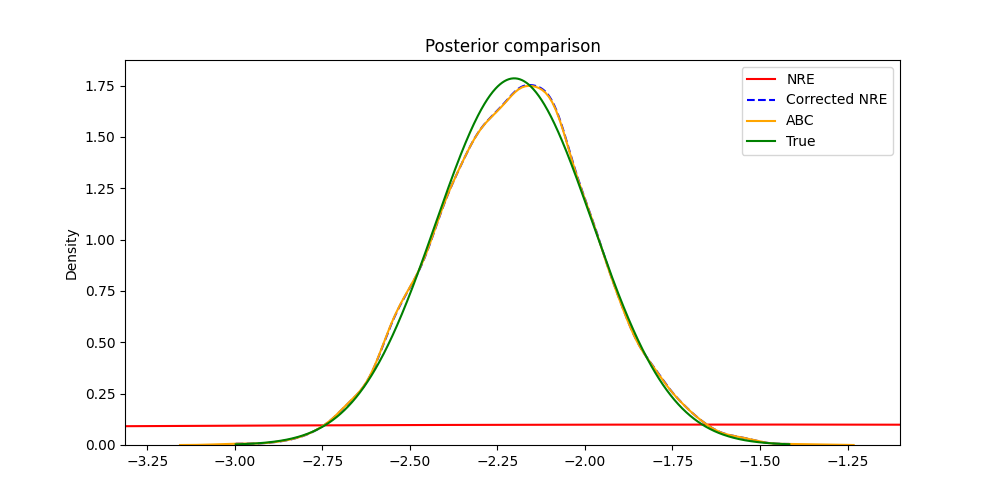 Posterior comparison
NRE
Corrected NRE
ABC
True
Density
1.75
1.50
1.25
1.00
0.75
0.50
0.25
0.00
−3.25 −3.00 −2.75 −2.50 −2.25 −2.00 −1.75 −1.50 −1.25